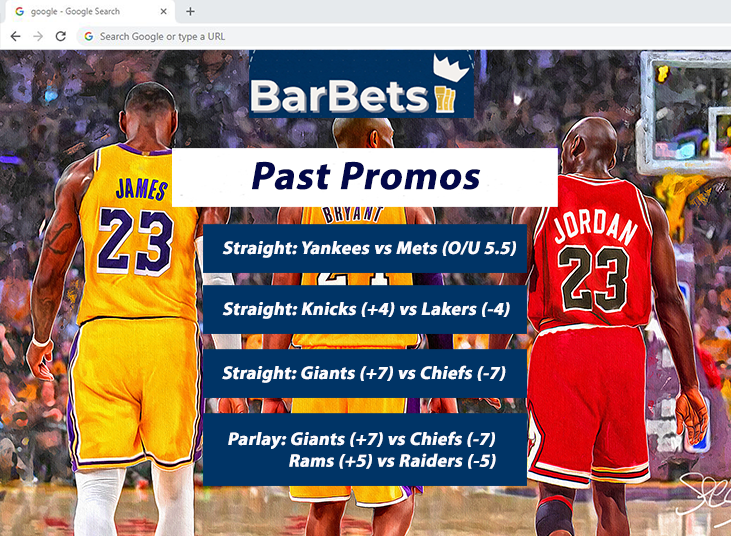 google - Google Search
Search Google or type a URL
BarBets
Past Promos
JAMES
23
BRYANT
JORDAN
23
Straight: Yankees vs Mets (O/U 5.5)
Straight: Knicks (+4) vs Lakers (-4)
Straight: Giants (+7) vs Chiefs (-7)
Parlay: Giants (+7) vs Chiefs (-7)
Rams (+5) vs Raiders (-5)